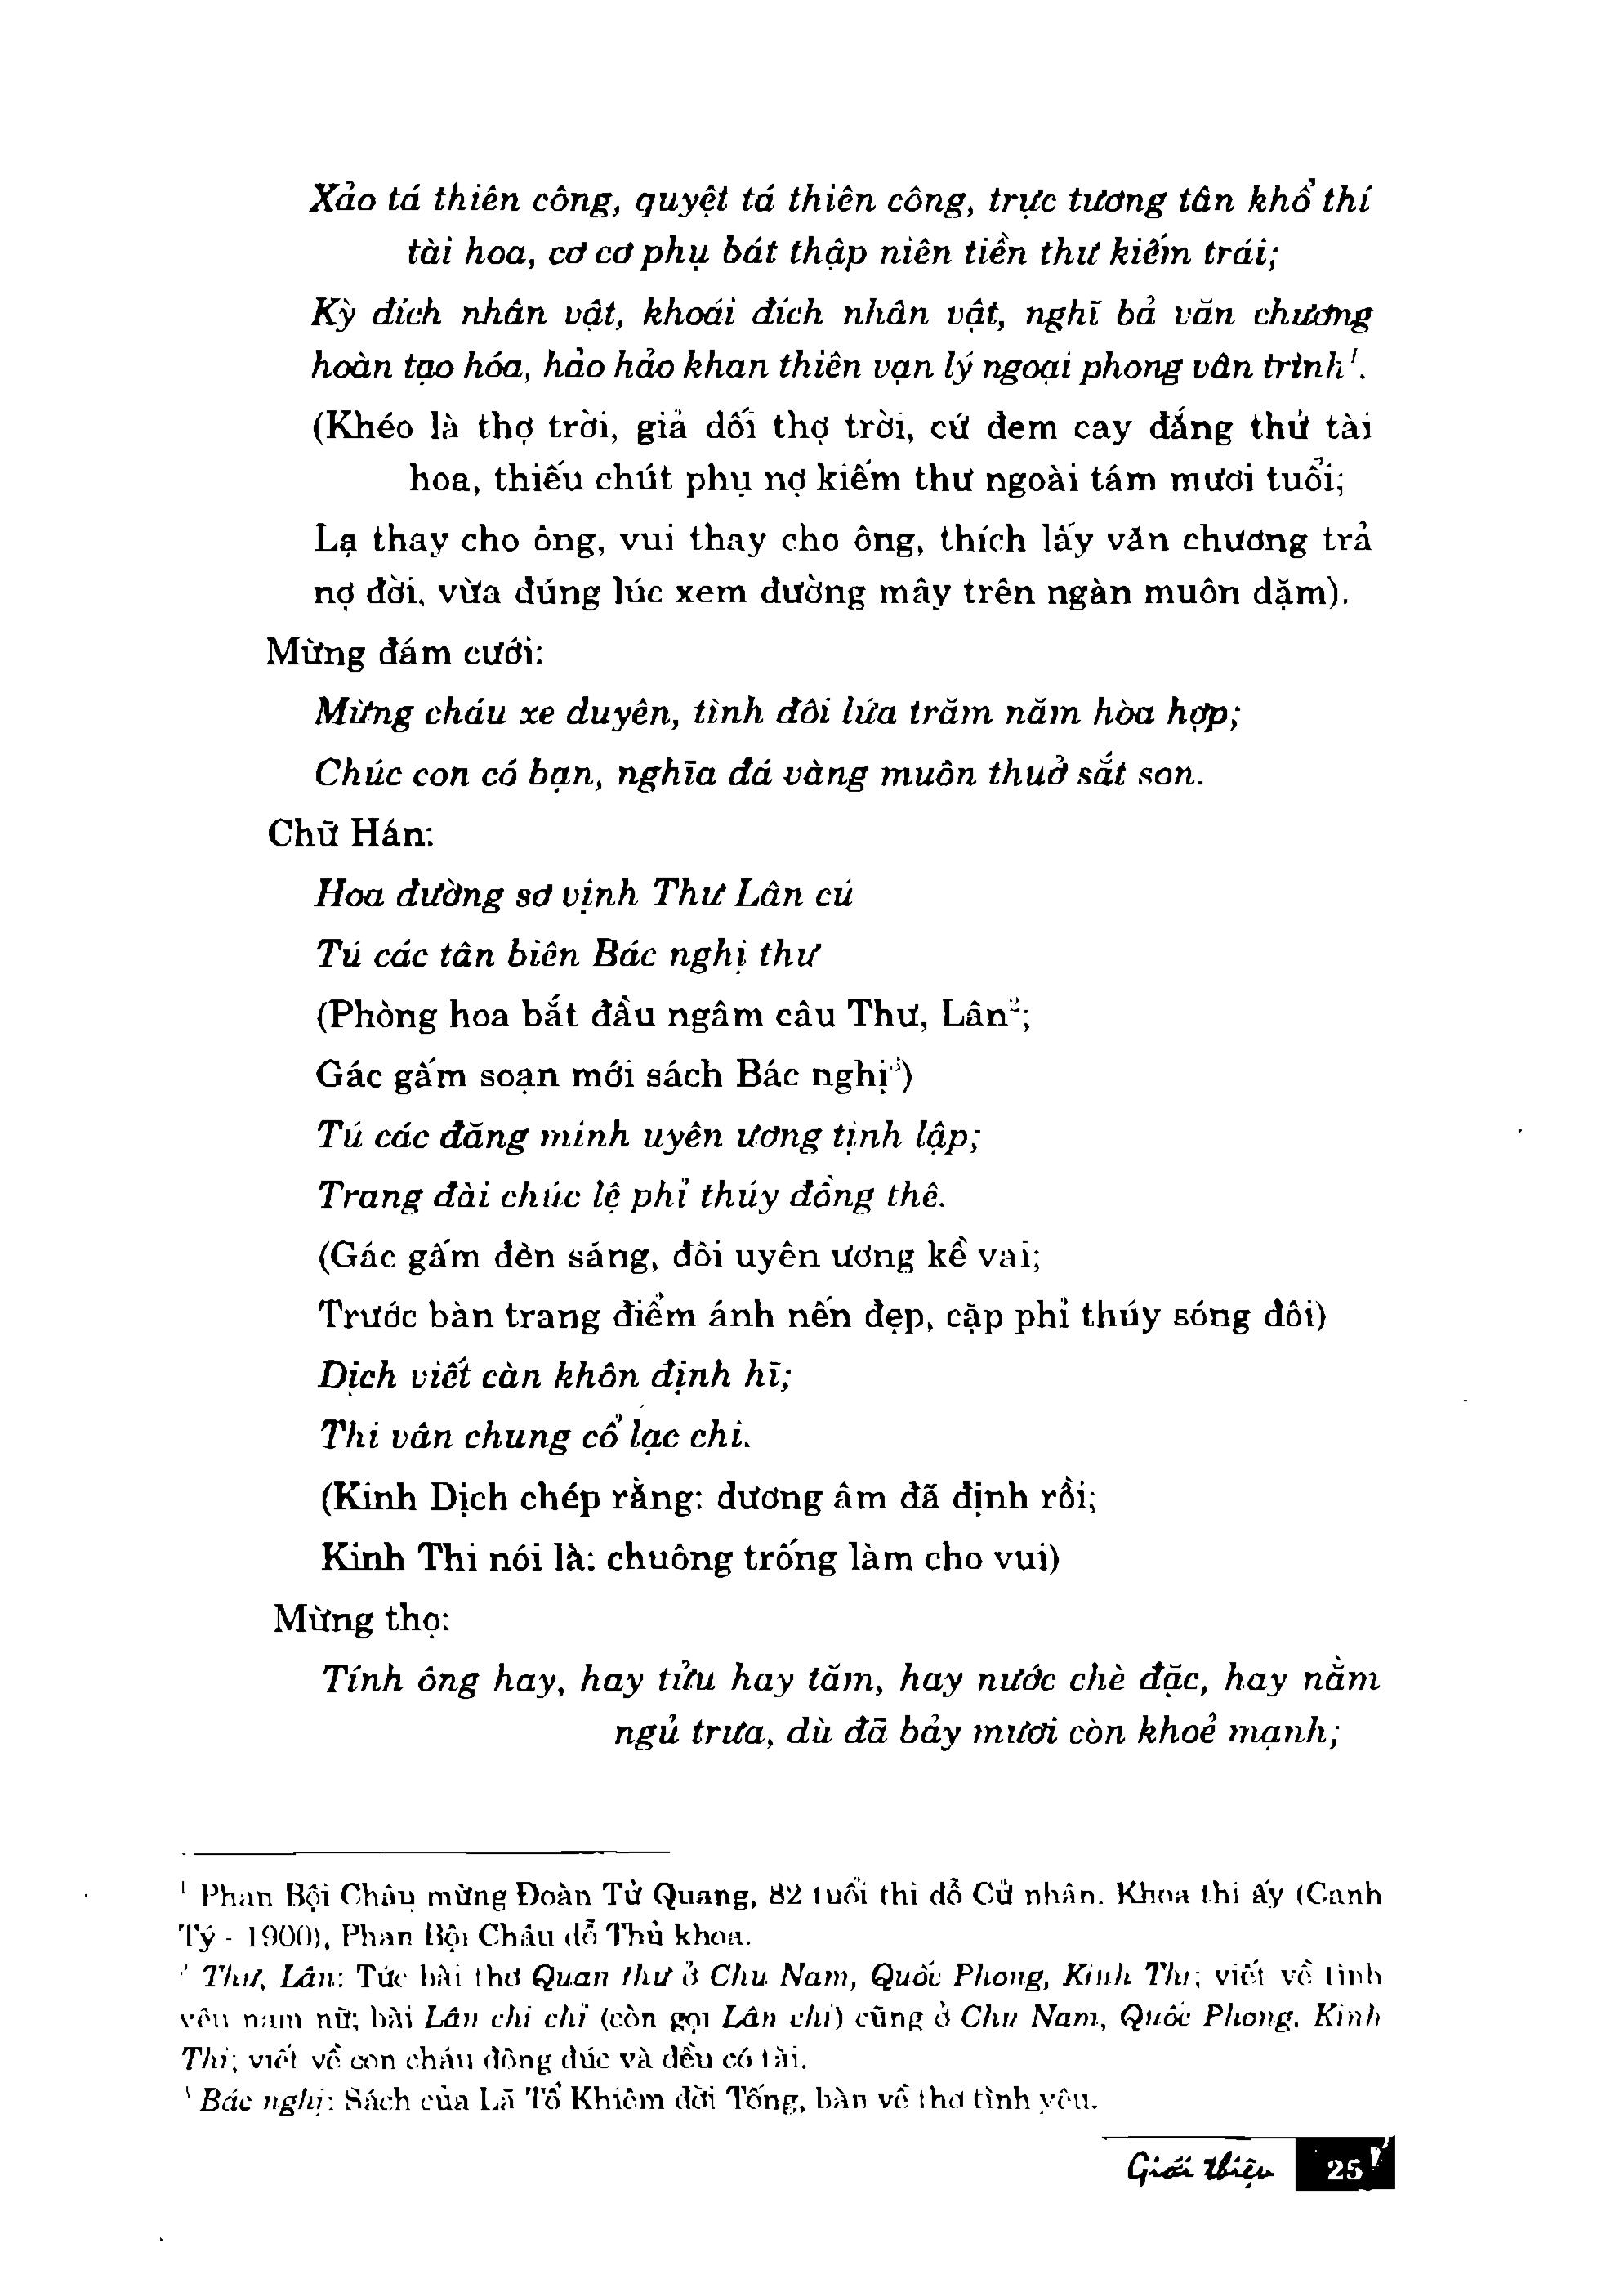 Xảo tá thiên công, quyệt tá thiên công, trực tương tân khổ thí
tài hoa, cơ cơ phụ bát thập niên tiền thư kiếm trái;
Kỳ đích nhân vật, khoái đích nhân vật, nghĩ bả văn chương
hoàn tạo hóa, hảo hảo khan thiên vạn lý ngoại phong vân trình¹.
(Khéo là thợ trời, giả dối thợ trời, cứ đem cay đắng thử tài
hoa, thiếu chút phụ nợ kiếm thư ngoài tám mươi tuổi;
Lạ thay cho ông, vui thay cho ông, thích lấy văn chương trả
nợ đời, vừa đúng lúc xem đường mây trên ngàn muôn dặm).
Mừng đám cưới:
Mừng cháu xe duyên, tình đôi lứa trăm năm hòa hợp;
Chúc con có bạn, nghĩa đá vàng muôn thuở sắt son.
Chữ Hán:
Hoa đường sơ vịnh Thư Lân cú
Tú các tân biên Bác nghị thư
(Phòng hoa bắt đầu ngâm câu Thư, Lân²;
Gác gấm soạn mới sách Bác nghị³)
Tú các đăng minh uyên ương tịnh lập;
Trang đài chúc lệ phỉ thúy đồng thê.
(Gác gấm đèn sáng, đôi uyên ương kề vai;
Trước bàn trang điểm ánh nến đẹp, cặp phỉ thúy sóng đôi)
Dịch viết càn khôn định hĩ;
Thi vân chung cổ lạc chi.
(Kinh Dịch chép rằng: dương âm đã định rồi;
Kinh Thi nói là: chuông trống làm cho vui)
Mừng thọ:
Tính ông hay, hay tửu hay tăm, hay nước chè đặc, hay nằm
ngủ trưa, dù đã bảy mươi còn khoẻ mạnh;
¹ Phan Bội Châu mừng Đoàn Tử Quang, 82 tuổi thi đỗ Cử nhân. Khoa thi ấy (Canh
Tý - 1900), Phan Bội Châu đỗ Thủ khoa.
² Thư, Lân: Tức bài thơ Quan thư ở Chu Nam, Quốc Phong, Kinh Thi; viết về tình
yêu nam nữ; bài Lân chi chỉ (còn gọi Lân chỉ) cũng ở Chu Nam, Quốc Phong, Kinh
Thi; viết về con cháu đông đúc và đều có tài.
³ Bác nghị: Sách của Lã Tổ Khiêm đời Tống, bàn về thơ tình yêu.
Giới thiệu 25